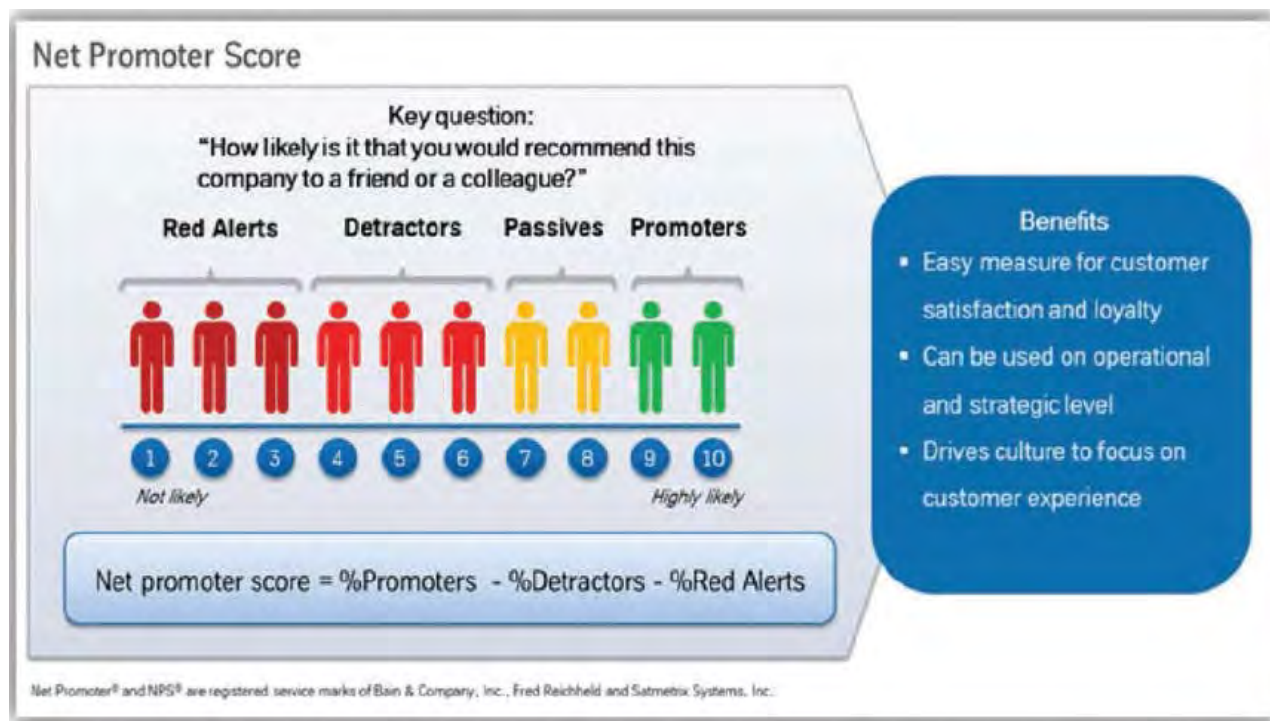 Net Promoter Score
Key question:
“How likely is it that you would recommend this
company to a friend or a colleague?”
Red Alerts Detractors Passives Promoters
1 2 3 4 5 6 7 8 9 10
Not likely Highly likely
Net promoter score = %Promoters - %Detractors - %Red Alerts
Benefits
▪ Easy measure for customer
satisfaction and loyalty
▪ Can be used on operational
and strategic level
▪ Drives culture to focus on
customer experience
Net Promoter® and NPS® are registered service marks of Bain & Company, Inc., Fred Reichheld and Satmetrix Systems, Inc.